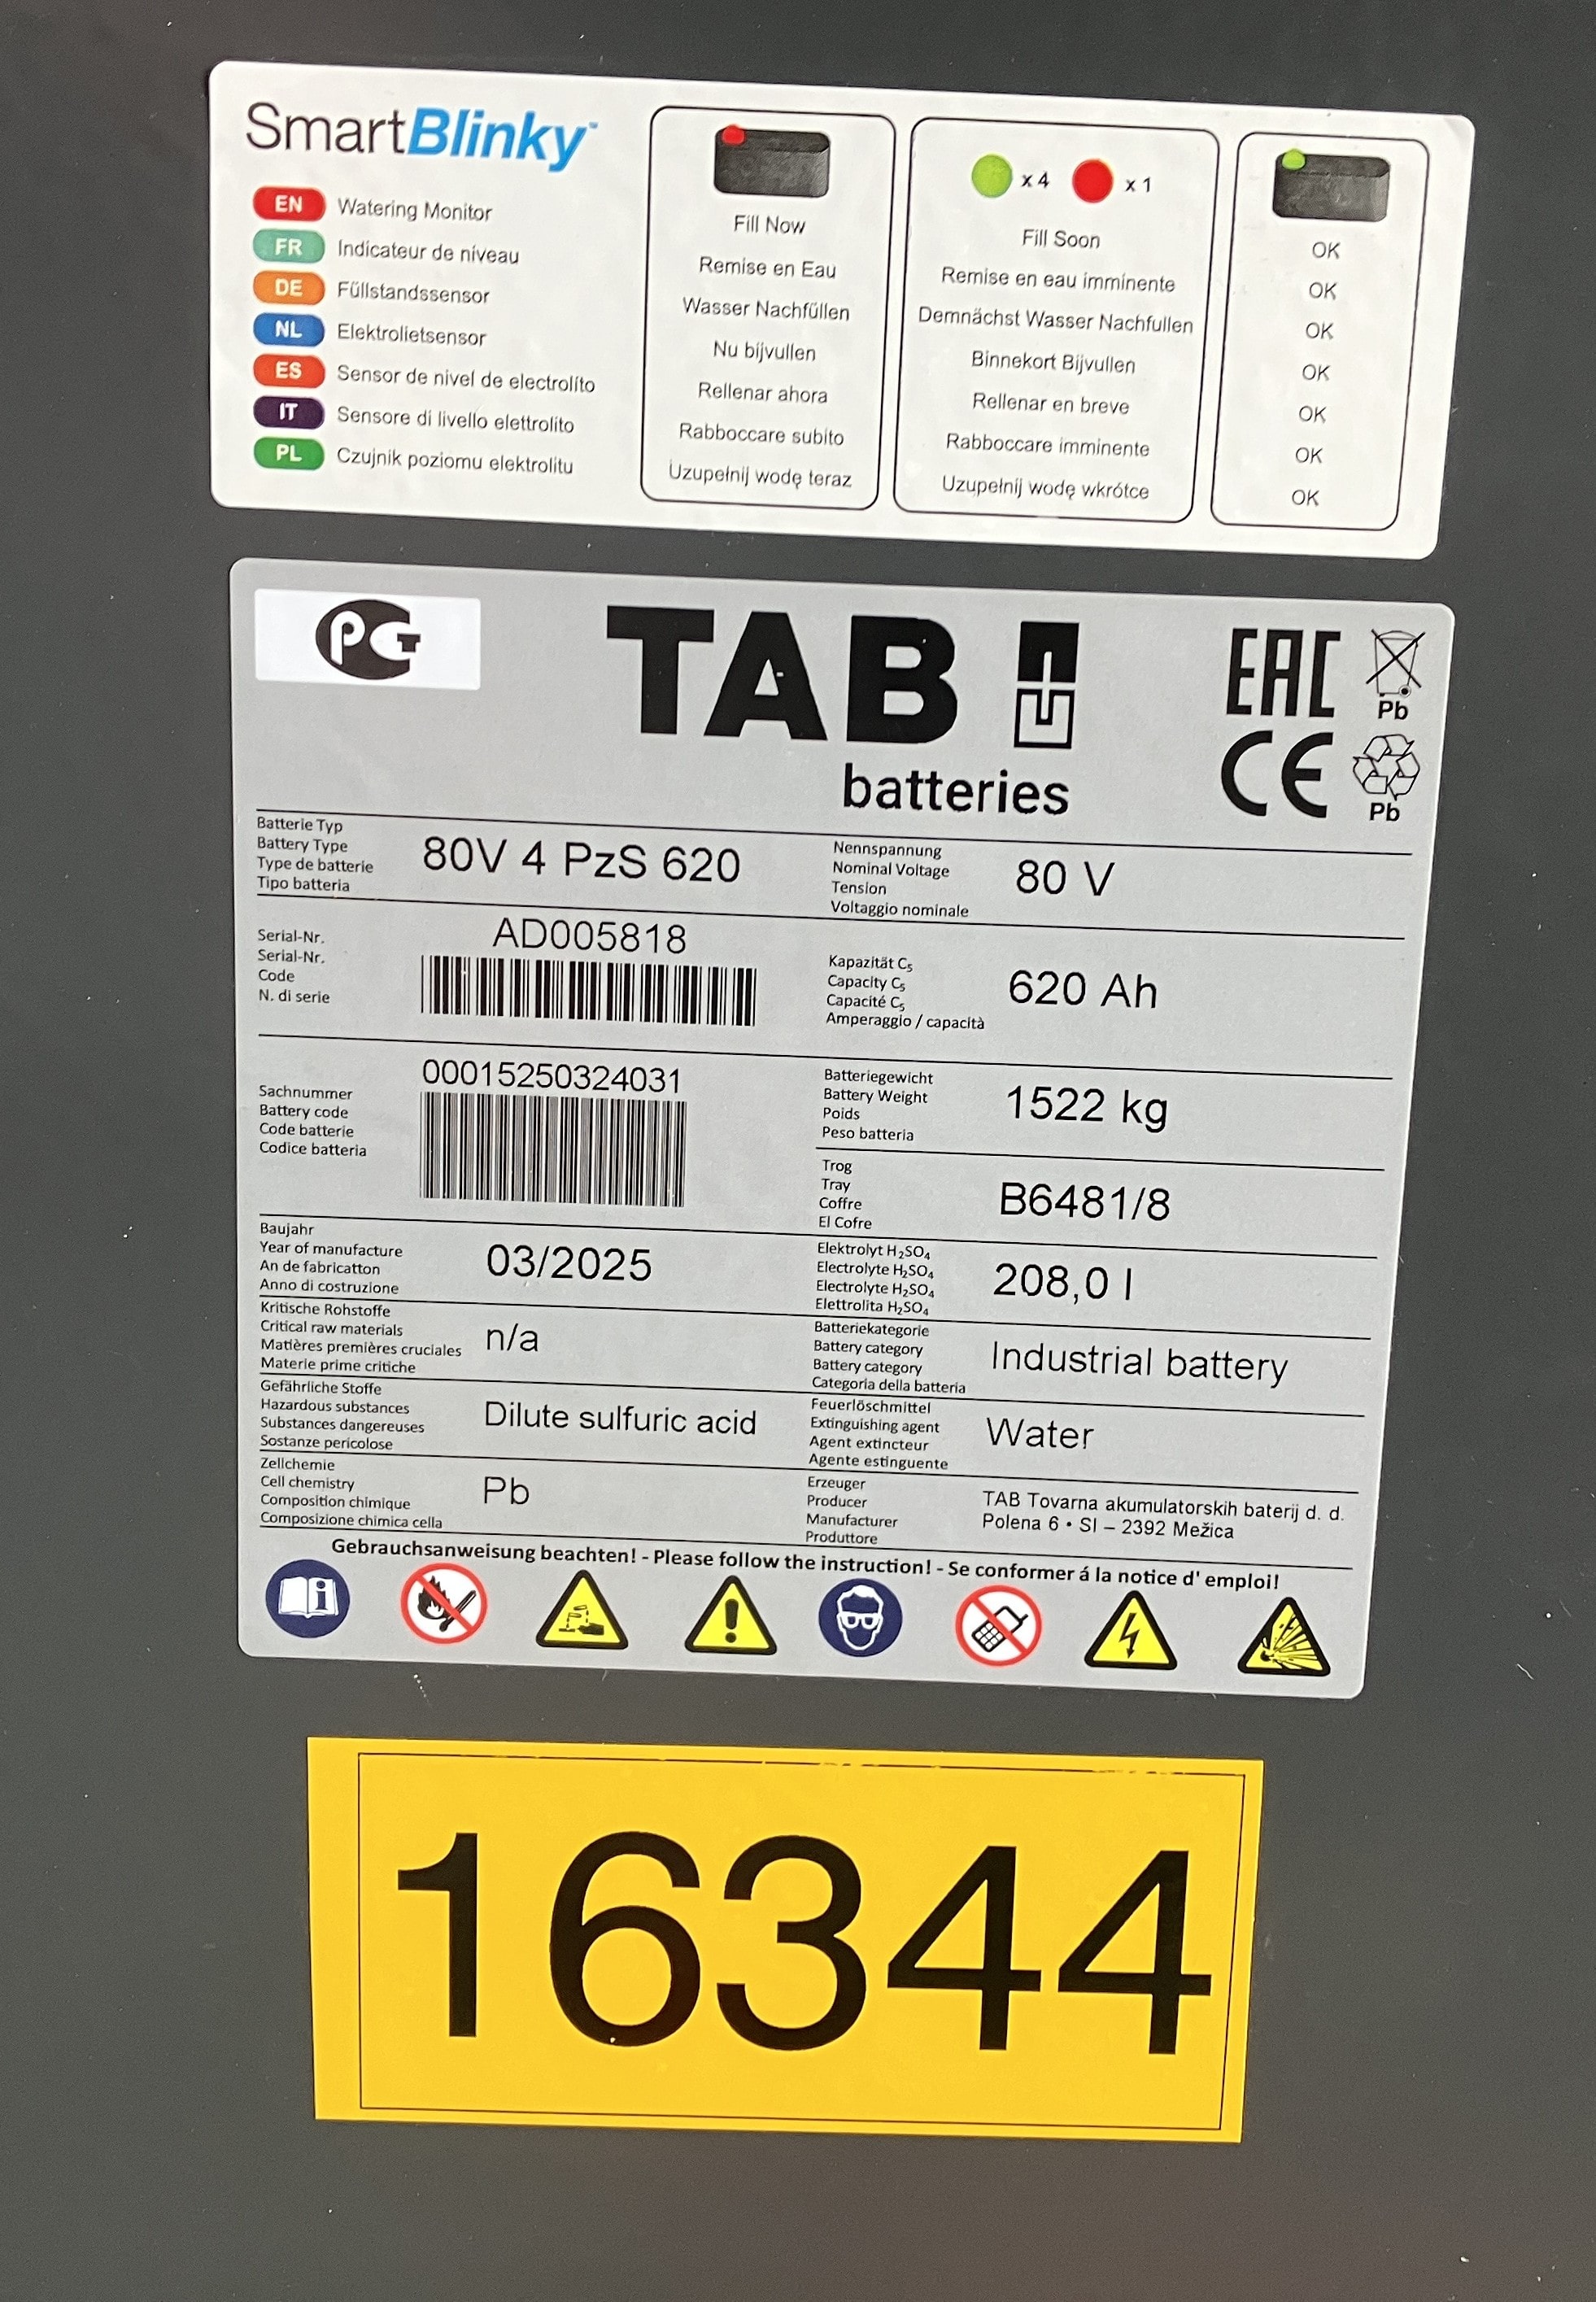 SmartBlinky™
EN Watering Monitor
FR Indicateur de niveau
DE Füllstandssensor
NL Elektrolietsensor
ES Sensor de nivel de electrolíto
IT Sensore di livello elettrolito
PL Czujnik poziomu elektrolitu
Fill Now
Remise en Eau
Wasser Nachfüllen
Nu bijvullen
Rellenar ahora
Rabboccare subito
Uzupełnij wodę teraz
x 4 x 1
Fill Soon
Remise en eau imminente
Demnächst Wasser Nachfullen
Binnekort Bijvullen
Rellenar en breve
Rabboccare imminente
Uzupełnij wodę wkrótce
OK
OK
OK
OK
OK
OK
OK
PG
TAB
batteries
EAC
Pb
CE
Pb
Batterie Typ
Battery Type
Type de batterie
Tipo batteria
80V 4 PzS 620
Nennspannung
Nominal Voltage
Tension
Voltaggio nominale
80 V
Serial-Nr.
Serial-Nr.
Code
N. di serie
AD005818
Kapazität C₅
Capacity C₅
Capacité C₅
Amperaggio / capacità
620 Ah
Sachnummer
Battery code
Code batterie
Codice batteria
00015250324031
Batteriegewicht
Battery Weight
Poids
Peso batteria
1522 kg
Trog
Tray
Coffre
El Cofre
B6481/8
Baujahr
Year of manufacture
An de fabricatton
Anno di costruzione
03/2025
Elektrolyt H₂SO₄
Electrolyte H₂SO₄
Electrolyte H₂SO₄
Elettrolita H₂SO₄
208,0 l
Kritische Rohstoffe
Critical raw materials
Matières premières cruciales
Materie prime critiche
n/a
Batteriekategorie
Battery category
Battery category
Categoria della batteria
Industrial battery
Gefährliche Stoffe
Hazardous substances
Substances dangereuses
Sostanze pericolose
Dilute sulfuric acid
Feuerlöschmittel
Extinguishing agent
Agent extincteur
Agente estinguente
Water
Zellchemie
Cell chemistry
Composition chimique
Composizione chimica cella
Pb
Erzeuger
Producer
Manufacturer
Produttore
TAB Tovarna akumulatorskih baterij d. d.
Polena 6 • SI – 2392 Mežica
Gebrauchsanweisung beachten! - Please follow the instruction! - Se conformer á la notice d' emploi!
16344